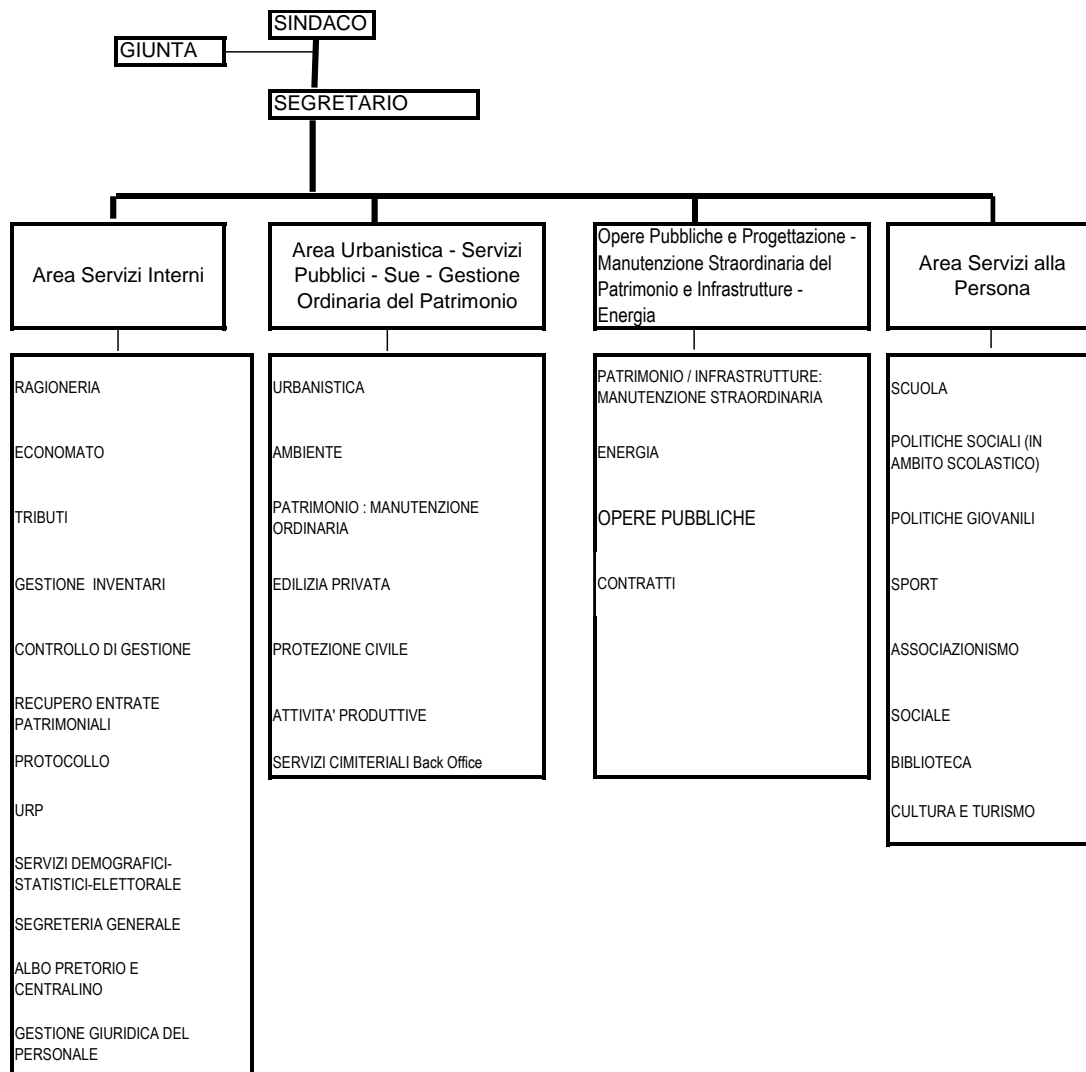 SINDACO
GIUNTA
SEGRETARIO
Area Servizi Interni
Area Urbanistica - Servizi
Pubblici - Sue - Gestione
Ordinaria del Patrimonio
Opere Pubbliche e Progettazione -
Manutenzione Straordinaria del
Patrimonio e Infrastrutture -
Energia
Area Servizi alla
Persona
RAGIONERIA
ECONOMATO
TRIBUTI
GESTIONE  INVENTARI
CONTROLLO DI GESTIONE
RECUPERO ENTRATE
PATRIMONIALI
PROTOCOLLO
URP
SERVIZI DEMOGRAFICI-
STATISTICI-ELETTORALE
SEGRETERIA GENERALE
ALBO PRETORIO E
CENTRALINO
GESTIONE GIURIDICA DEL
PERSONALE
URBANISTICA
AMBIENTE
PATRIMONIO : MANUTENZIONE
ORDINARIA
EDILIZIA PRIVATA
PROTEZIONE CIVILE
ATTIVITA' PRODUTTIVE
SERVIZI CIMITERIALI Back Office
PATRIMONIO / INFRASTRUTTURE:
MANUTENZIONE STRAORDINARIA
ENERGIA
OPERE PUBBLICHE
CONTRATTI
SCUOLA
POLITICHE SOCIALI (IN
AMBITO SCOLASTICO)
POLITICHE GIOVANILI
SPORT
ASSOCIAZIONISMO
SOCIALE
BIBLIOTECA
CULTURA E TURISMO